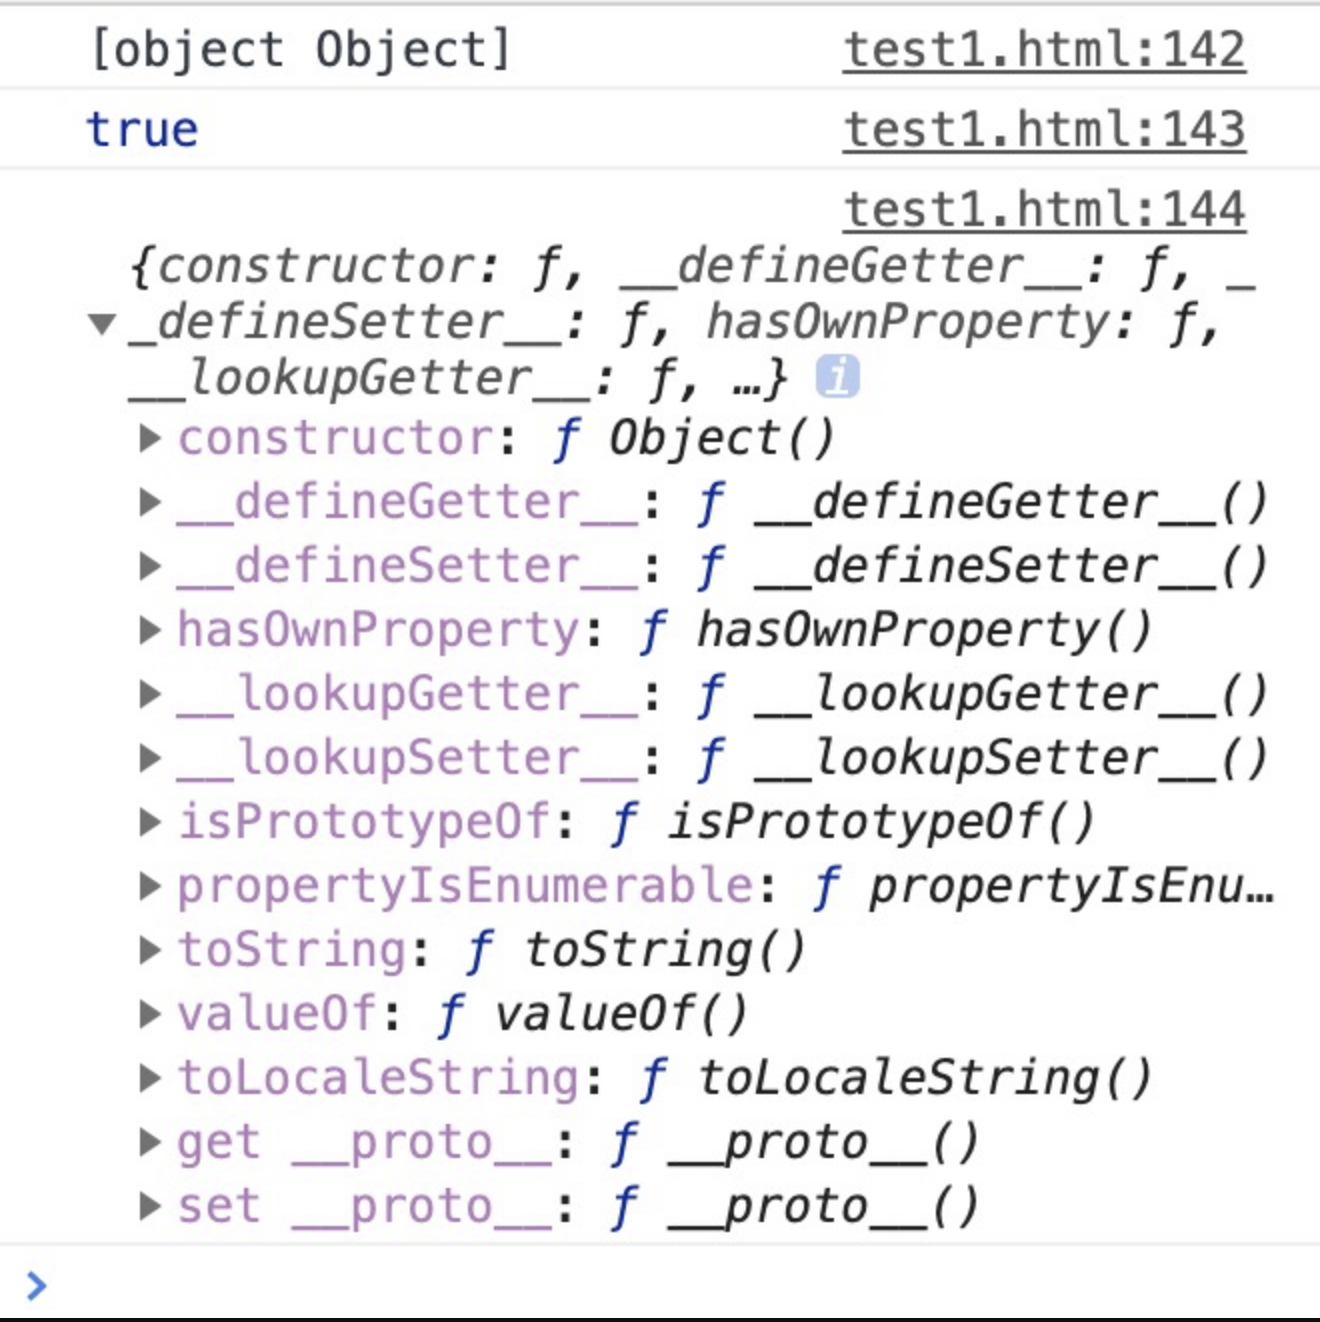 [object Object] test1.html:142
true test1.html:143
test1.html:144
{constructor: ƒ, __defineGetter__: ƒ, _
_defineSetter__: ƒ, hasOwnProperty: ƒ,
__lookupGetter__: ƒ, …} i
constructor: ƒ Object()
__defineGetter__: ƒ __defineGetter__()
__defineSetter__: ƒ __defineSetter__()
hasOwnProperty: ƒ hasOwnProperty()
__lookupGetter__: ƒ __lookupGetter__()
__lookupSetter__: ƒ __lookupSetter__()
isPrototypeOf: ƒ isPrototypeOf()
propertyIsEnumerable: ƒ propertyIsEnu…
toString: ƒ toString()
valueOf: ƒ valueOf()
toLocaleString: ƒ toLocaleString()
get __proto__: ƒ __proto__()
set __proto__: ƒ __proto__()